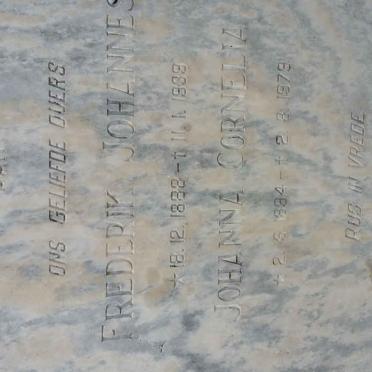 ONS GELIEFDE OUERS
FREDERIK JOHANNES
* 18.12.1888 - † 11.1.1969
JOHANNA CORNELIA
* 2.6.1894 - † 2.8.1979
RUS IN VREDE